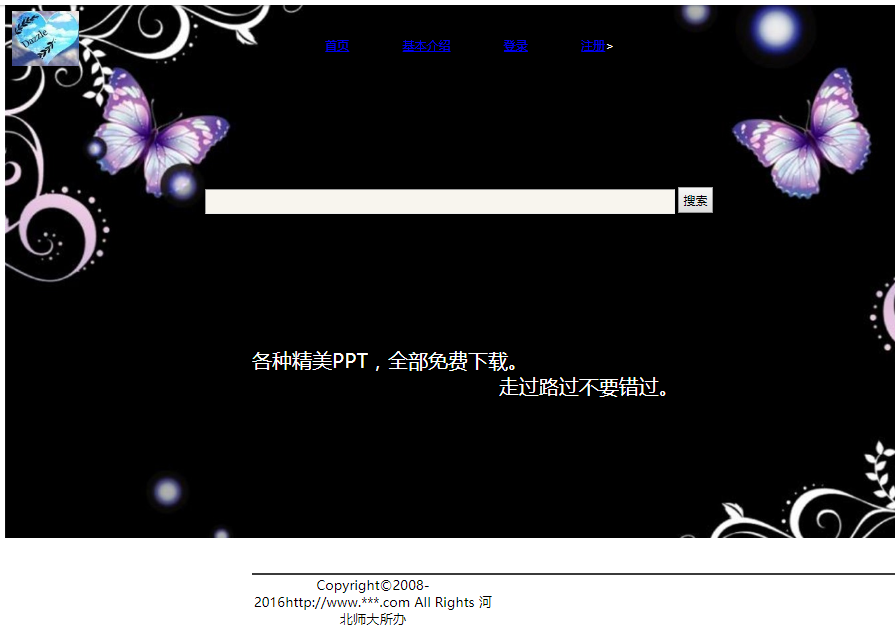 Dazzle
首页 基本介绍 登录 注册>
搜索
各种精美PPT，全部免费下载。
走过路过不要错过。
Copyright©2008-
2016http://www.***.com All Rights 河
北师大所办